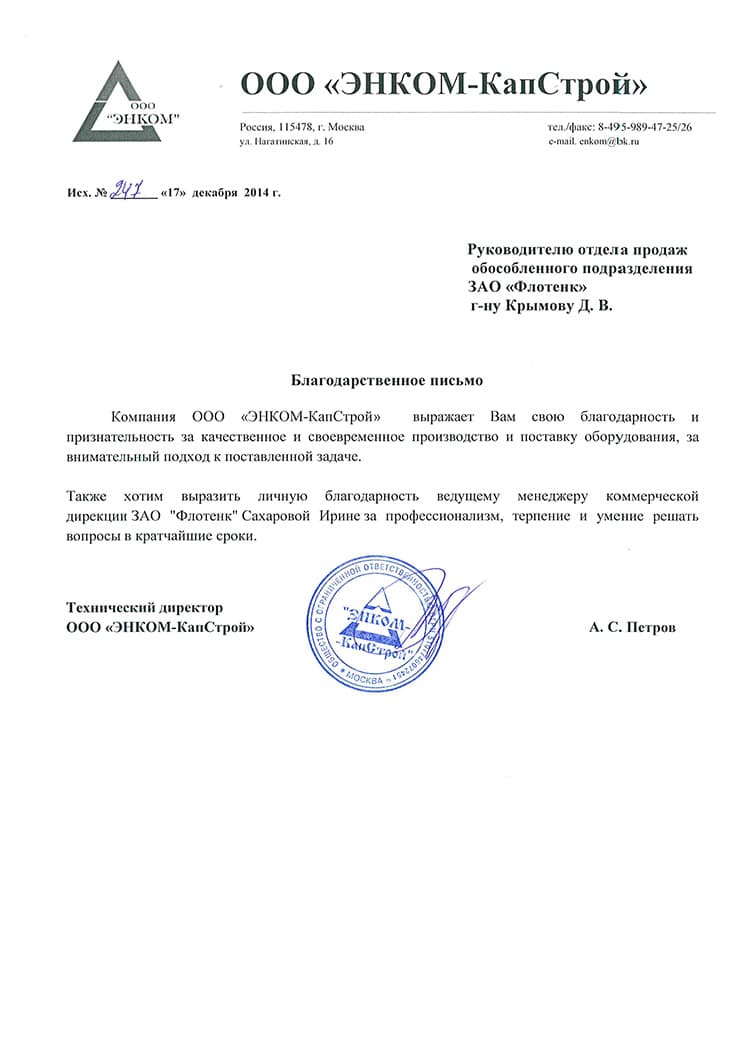 ООО
"ЭНКОМ"
ООО «ЭНКОМ-КапСтрой»
Россия, 115478, г. Москва
ул. Нагатинская, д. 16
тел./факс: 8-495-989-47-25/26
e-mail. enkom@bk.ru
Исх. № 247 «17» декабря 2014 г.
Руководителю отдела продаж
обособленного подразделения
ЗАО «Флотенк»
г-ну Крымову Д. В.
Благодарственное письмо
Компания ООО «ЭНКОМ-КапСтрой» выражает Вам свою благодарность и
признательность за качественное и своевременное производство и поставку оборудования, за
внимательный подход к поставленной задаче.
Также хотим выразить личную благодарность ведущему менеджеру коммерческой
дирекции ЗАО "Флотенк" Сахаровой Ирине за профессионализм, терпение и умение решать
вопросы в кратчайшие сроки.
Технический директор
ООО «ЭНКОМ-КапСтрой»
А. С. Петров
ОБЩЕСТВО С ОГРАНИЧЕННОЙ ОТВЕТСТВЕННОСТЬЮ
"ЭНКОМ-
-КапСтрой"
МОСКВА